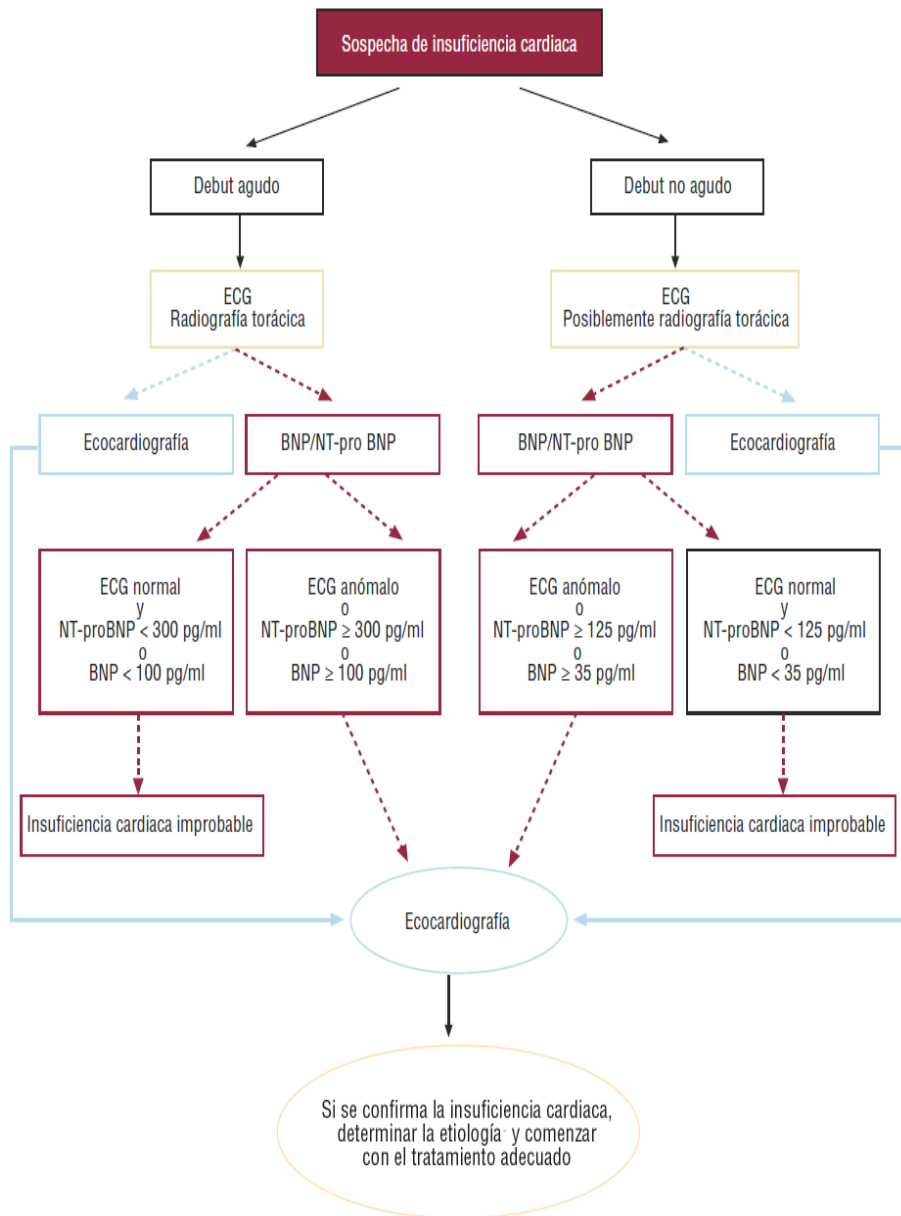 Sospecha de insuficiencia cardiaca
Debut agudo
Debut no agudo
ECG
Radiografía torácica
ECG
Posiblemente radiografía torácica
Ecocardiografía
BNP/NT-pro BNP
BNP/NT-pro BNP
Ecocardiografía
ECG normal
y
NT-proBNP < 300 pg/ml
o
BNP < 100 pg/ml
ECG anómalo
o
NT-proBNP ≥ 300 pg/ml
o
BNP ≥ 100 pg/ml
ECG anómalo
o
NT-proBNP ≥ 125 pg/ml
o
BNP ≥ 35 pg/ml
ECG normal
y
NT-proBNP < 125 pg/ml
o
BNP < 35 pg/ml
Insuficiencia cardiaca improbable
Insuficiencia cardiaca improbable
Ecocardiografía
Si se confirma la insuficiencia cardiaca,
determinar la etiología y comenzar
con el tratamiento adecuado